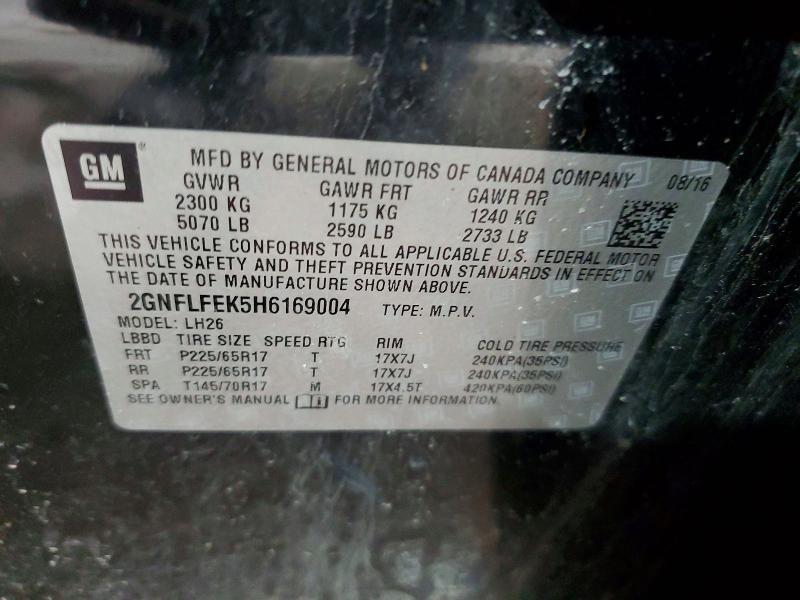 GM® MFD BY GENERAL MOTORS OF CANADA COMPANY 08/16
GVWR GAWR FRT GAWR RR
2300 KG 1175 KG 1240 KG
5070 LB 2590 LB 2733 LB
THIS VEHICLE CONFORMS TO ALL APPLICABLE U.S. FEDERAL MOTOR
VEHICLE SAFETY AND THEFT PREVENTION STANDARDS IN EFFECT ON
THE DATE OF MANUFACTURE SHOWN ABOVE.
2GNFLFEK5H6169004 TYPE: M.P.V.
MODEL: LH26
LBBD TIRE SIZE SPEED RTG RIM COLD TIRE PRESSURE
FRT P225/65R17 T 17X7J 240KPA(35PSI)
RR P225/65R17 T 17X7J 240KPA(35PSI)
SPA T145/70R17 M 17X4.5T 420KPA(60PSI)
SEE OWNER'S MANUAL FOR MORE INFORMATION.